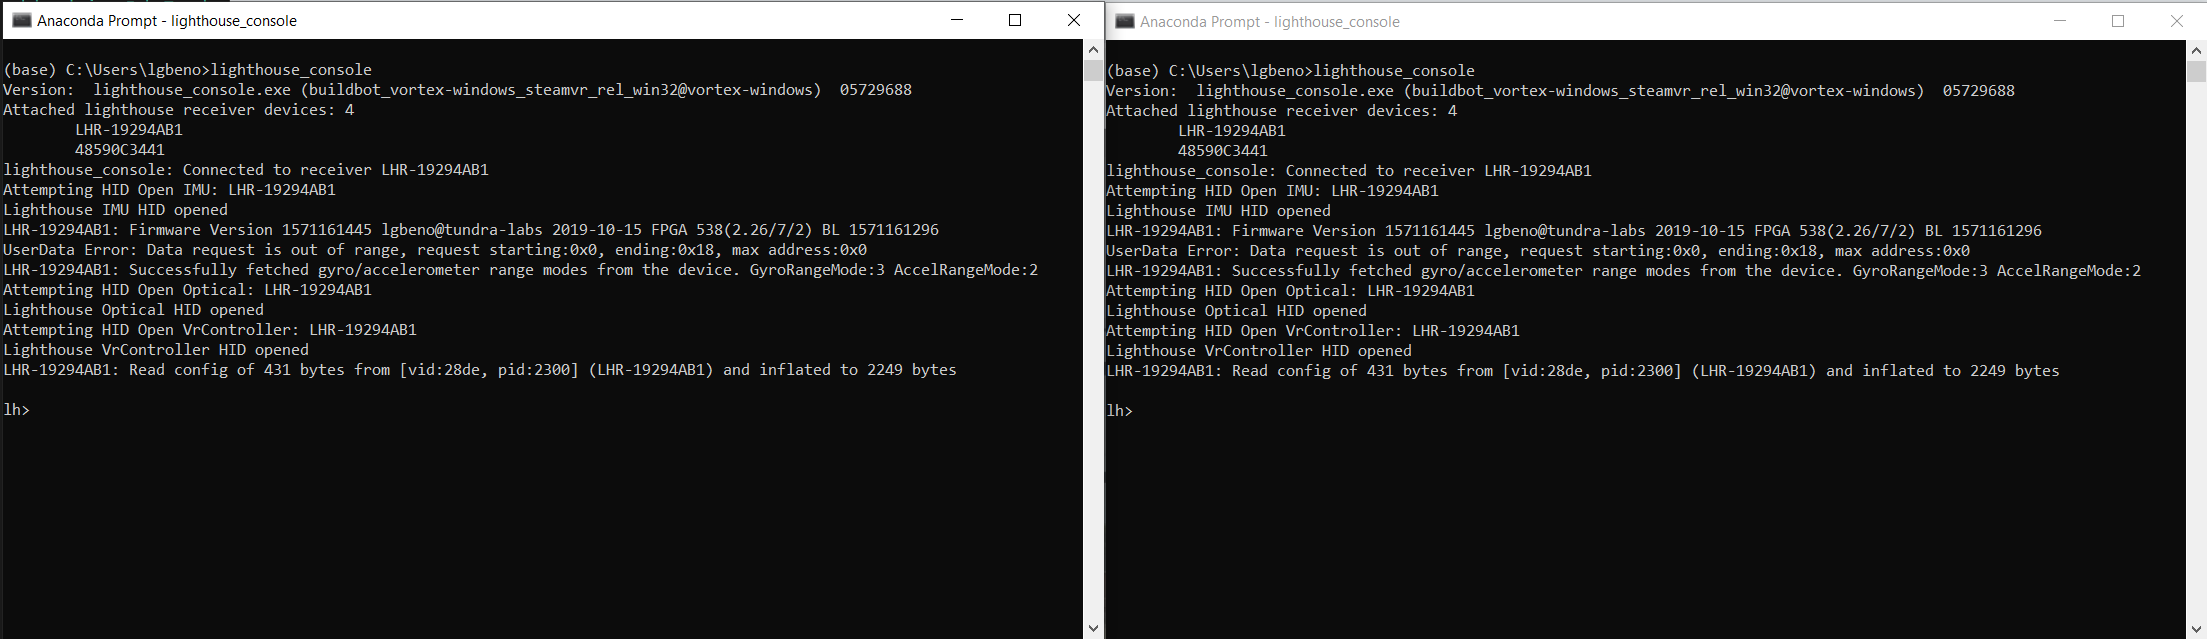 Anaconda Prompt - lighthouse_console
(base) C:\Users\lgbeno>lighthouse_console
Version:  lighthouse_console.exe (buildbot_vortex-windows_steamvr_rel_win32@vortex-windows)  05729688
Attached lighthouse receiver devices: 4
        LHR-19294AB1
        48590C3441
lighthouse_console: Connected to receiver LHR-19294AB1
Attempting HID Open IMU: LHR-19294AB1
Lighthouse IMU HID opened
LHR-19294AB1: Firmware Version 1571161445 lgbeno@tundra-labs 2019-10-15 FPGA 538(2.26/7/2) BL 1571161296
UserData Error: Data request is out of range, request starting:0x0, ending:0x18, max address:0x0
LHR-19294AB1: Successfully fetched gyro/accelerometer range modes from the device. GyroRangeMode:3 AccelRangeMode:2
Attempting HID Open Optical: LHR-19294AB1
Lighthouse Optical HID opened
Attempting HID Open VrController: LHR-19294AB1
Lighthouse VrController HID opened
LHR-19294AB1: Read config of 431 bytes from [vid:28de, pid:2300] (LHR-19294AB1) and inflated to 2249 bytes
lh>
Anaconda Prompt - lighthouse_console
(base) C:\Users\lgbeno>lighthouse_console
Version:  lighthouse_console.exe (buildbot_vortex-windows_steamvr_rel_win32@vortex-windows)  05729688
Attached lighthouse receiver devices: 4
        LHR-19294AB1
        48590C3441
lighthouse_console: Connected to receiver LHR-19294AB1
Attempting HID Open IMU: LHR-19294AB1
Lighthouse IMU HID opened
LHR-19294AB1: Firmware Version 1571161445 lgbeno@tundra-labs 2019-10-15 FPGA 538(2.26/7/2) BL 1571161296
UserData Error: Data request is out of range, request starting:0x0, ending:0x18, max address:0x0
LHR-19294AB1: Successfully fetched gyro/accelerometer range modes from the device. GyroRangeMode:3 AccelRangeMode:2
Attempting HID Open Optical: LHR-19294AB1
Lighthouse Optical HID opened
Attempting HID Open VrController: LHR-19294AB1
Lighthouse VrController HID opened
LHR-19294AB1: Read config of 431 bytes from [vid:28de, pid:2300] (LHR-19294AB1) and inflated to 2249 bytes
lh>